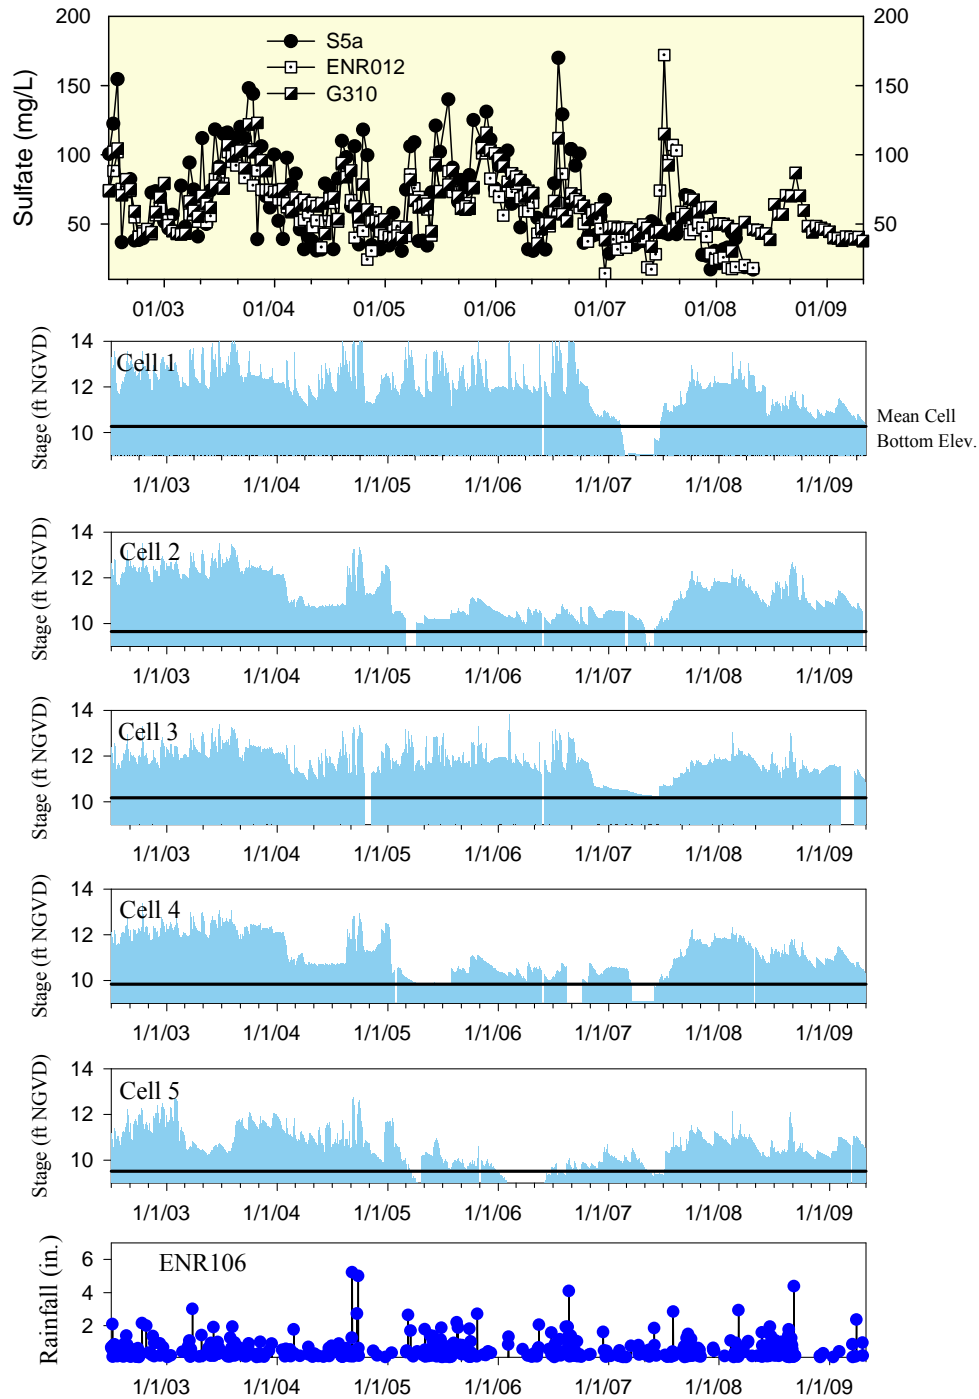 200
150
100
50
Sulfate (mg/L)
S5a
ENR012
G310
200
150
100
50
01/03 01/04 01/05 01/06 01/07 01/08 01/09
Stage (ft NGVD)
14
12
10
Cell 1
Mean Cell
Bottom Elev.
1/1/03 1/1/04 1/1/05 1/1/06 1/1/07 1/1/08 1/1/09
Stage (ft NGVD)
14
12
10
Cell 2
1/1/03 1/1/04 1/1/05 1/1/06 1/1/07 1/1/08 1/1/09
Stage (ft NGVD)
14
12
10
Cell 3
1/1/03 1/1/04 1/1/05 1/1/06 1/1/07 1/1/08 1/1/09
Stage (ft NGVD)
14
12
10
Cell 4
1/1/03 1/1/04 1/1/05 1/1/06 1/1/07 1/1/08 1/1/09
Stage (ft NGVD)
14
12
10
Cell 5
1/1/03 1/1/04 1/1/05 1/1/06 1/1/07 1/1/08 1/1/09
Rainfall (in.)
6
4
2
ENR106
1/1/03 1/1/04 1/1/05 1/1/06 1/1/07 1/1/08 1/1/09